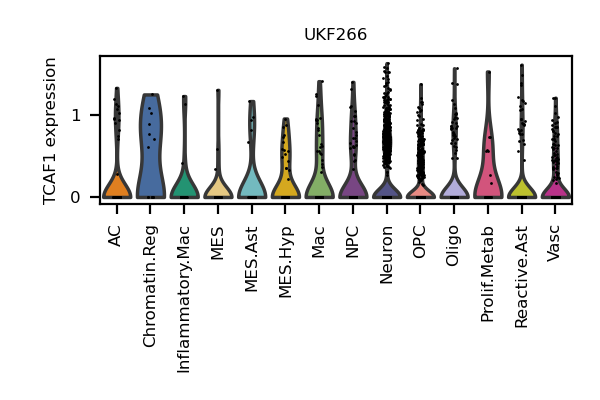 UKF266
TCAF1 expression
1
0
AC
Chromatin.Reg
Inflammatory.Mac
MES
MES.Ast
MES.Hyp
Mac
NPC
Neuron
OPC
Oligo
Prolif.Metab
Reactive.Ast
Vasc